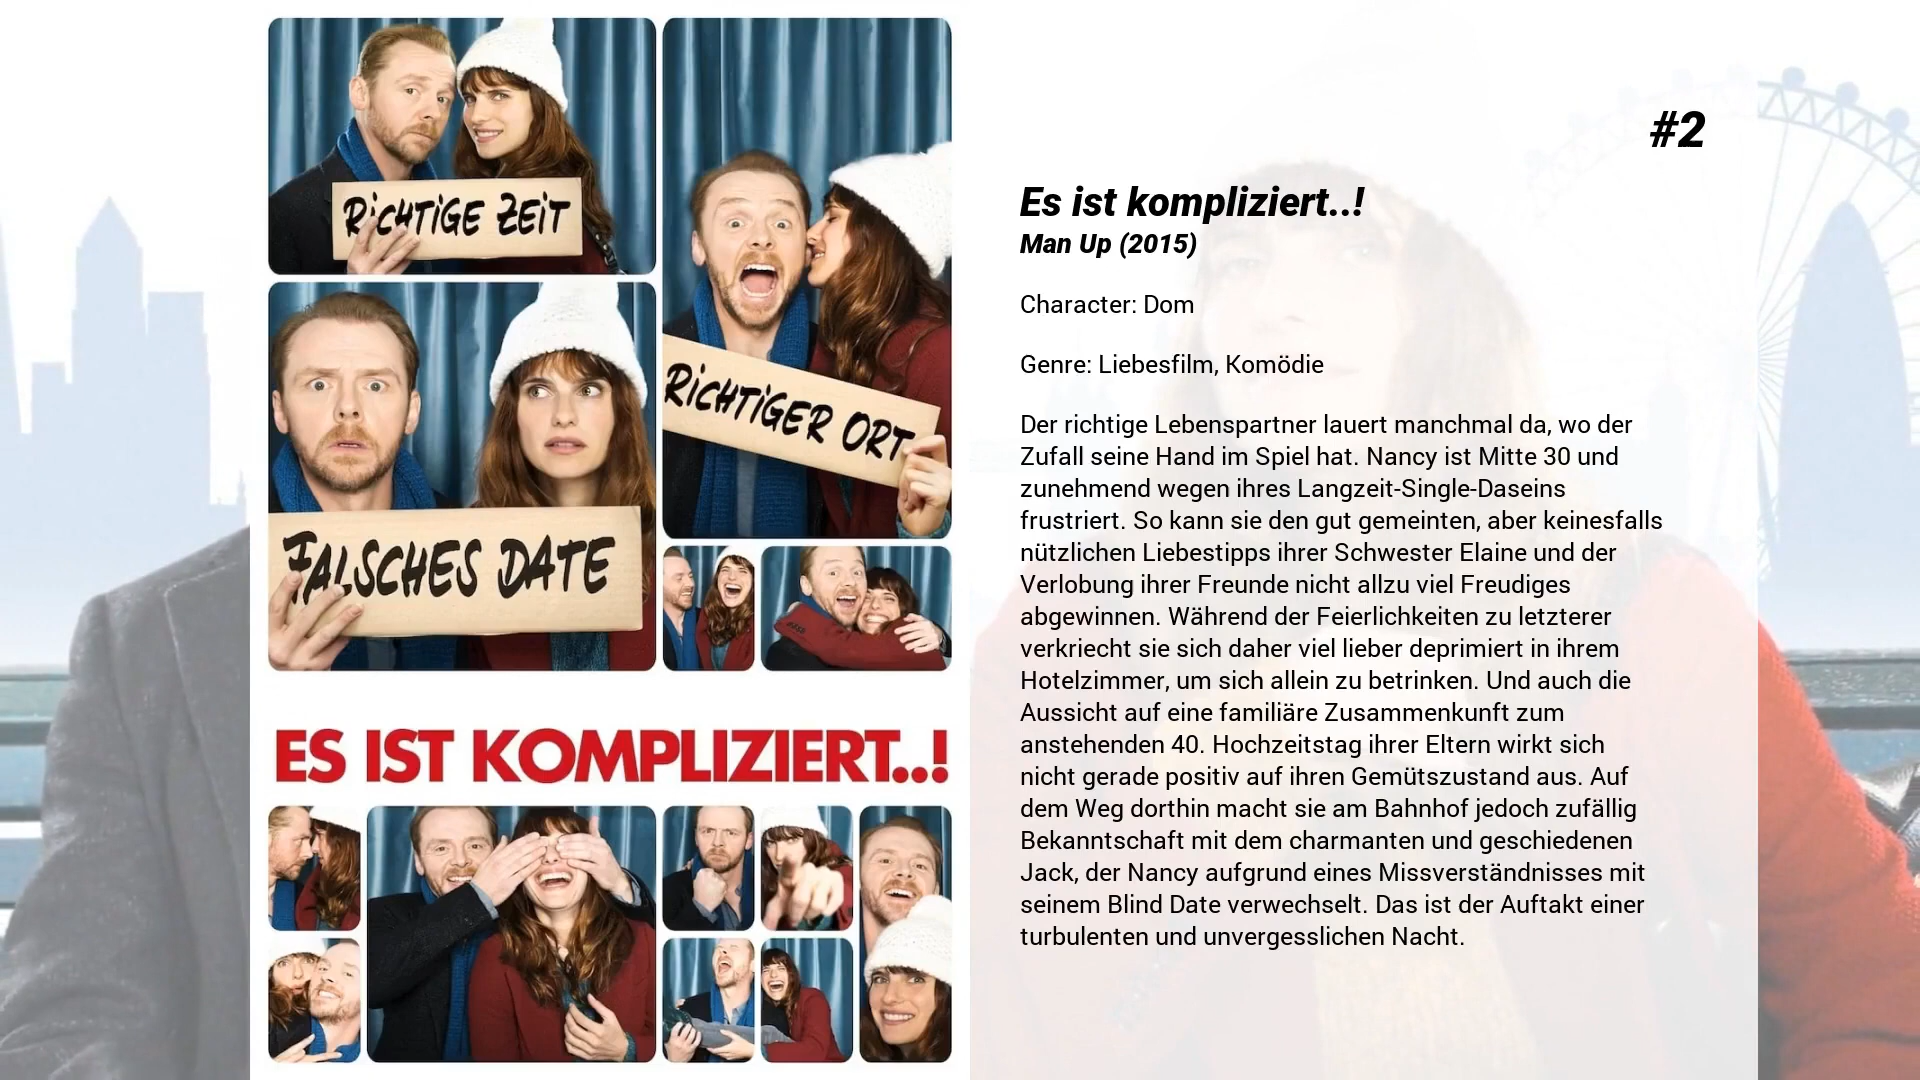 RiCHTiGE ZEiT
RiCHTiGER ORT
FALSCHES DATE
ES IST KOMPLIZIERT..!
#2
Es ist kompliziert..!
Man Up (2015)
Character: Dom
Genre: Liebesfilm, Komödie
Der richtige Lebenspartner lauert manchmal da, wo der
Zufall seine Hand im Spiel hat. Nancy ist Mitte 30 und
zunehmend wegen ihres Langzeit-Single-Daseins
frustriert. So kann sie den gut gemeinten, aber keinesfalls
nützlichen Liebestipps ihrer Schwester Elaine und der
Verlobung ihrer Freunde nicht allzu viel Freudiges
abgewinnen. Während der Feierlichkeiten zu letzterer
verkriecht sie sich daher viel lieber deprimiert in ihrem
Hotelzimmer, um sich allein zu betrinken. Und auch die
Aussicht auf eine familiäre Zusammenkunft zum
anstehenden 40. Hochzeitstag ihrer Eltern wirkt sich
nicht gerade positiv auf ihren Gemütszustand aus. Auf
dem Weg dorthin macht sie am Bahnhof jedoch zufällig
Bekanntschaft mit dem charmanten und geschiedenen
Jack, der Nancy aufgrund eines Missverständnisses mit
seinem Blind Date verwechselt. Das ist der Auftakt einer
turbulenten und unvergesslichen Nacht.